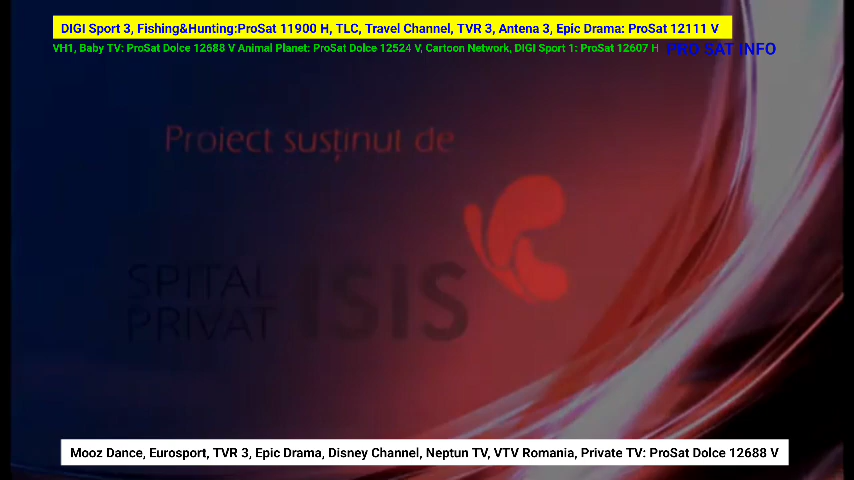 DIGI Sport 3, Fishing&Hunting:ProSat 11900 H, TLC, Travel Channel, TVR 3, Antena 3, Epic Drama: ProSat 12111 V
VH1, Baby TV: ProSat Dolce 12688 V Animal Planet: ProSat Dolce 12524 V, Cartoon Network, DIGI Sport 1: ProSat 12607 H
PRO SAT INFO
Proiect susținut de
SPITAL
PRIVAT
ISIS
Mooz Dance, Eurosport, TVR 3, Epic Drama, Disney Channel, Neptun TV, VTV Romania, Private TV: ProSat Dolce 12688 V